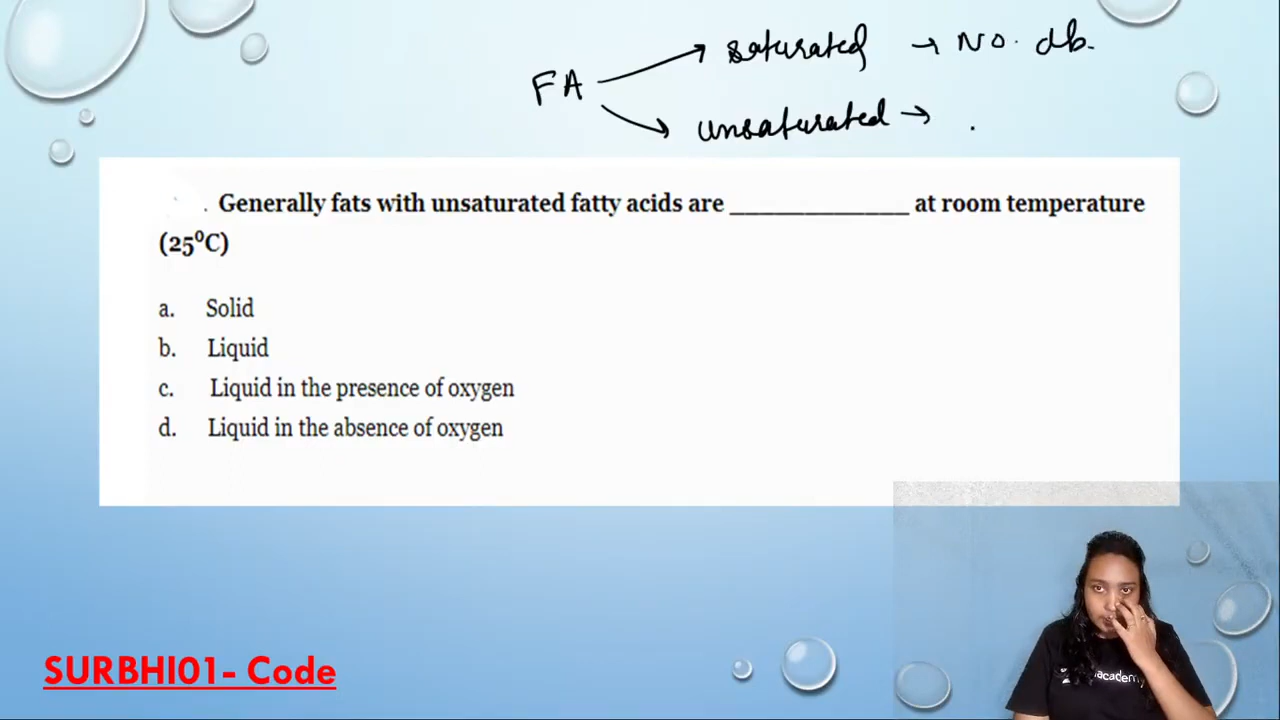 saturated → No. db.
FA
unsaturated →
. Generally fats with unsaturated fatty acids are ______________ at room temperature
(25⁰C)
a. Solid
b. Liquid
c. Liquid in the presence of oxygen
d. Liquid in the absence of oxygen
SURBHI01- Code